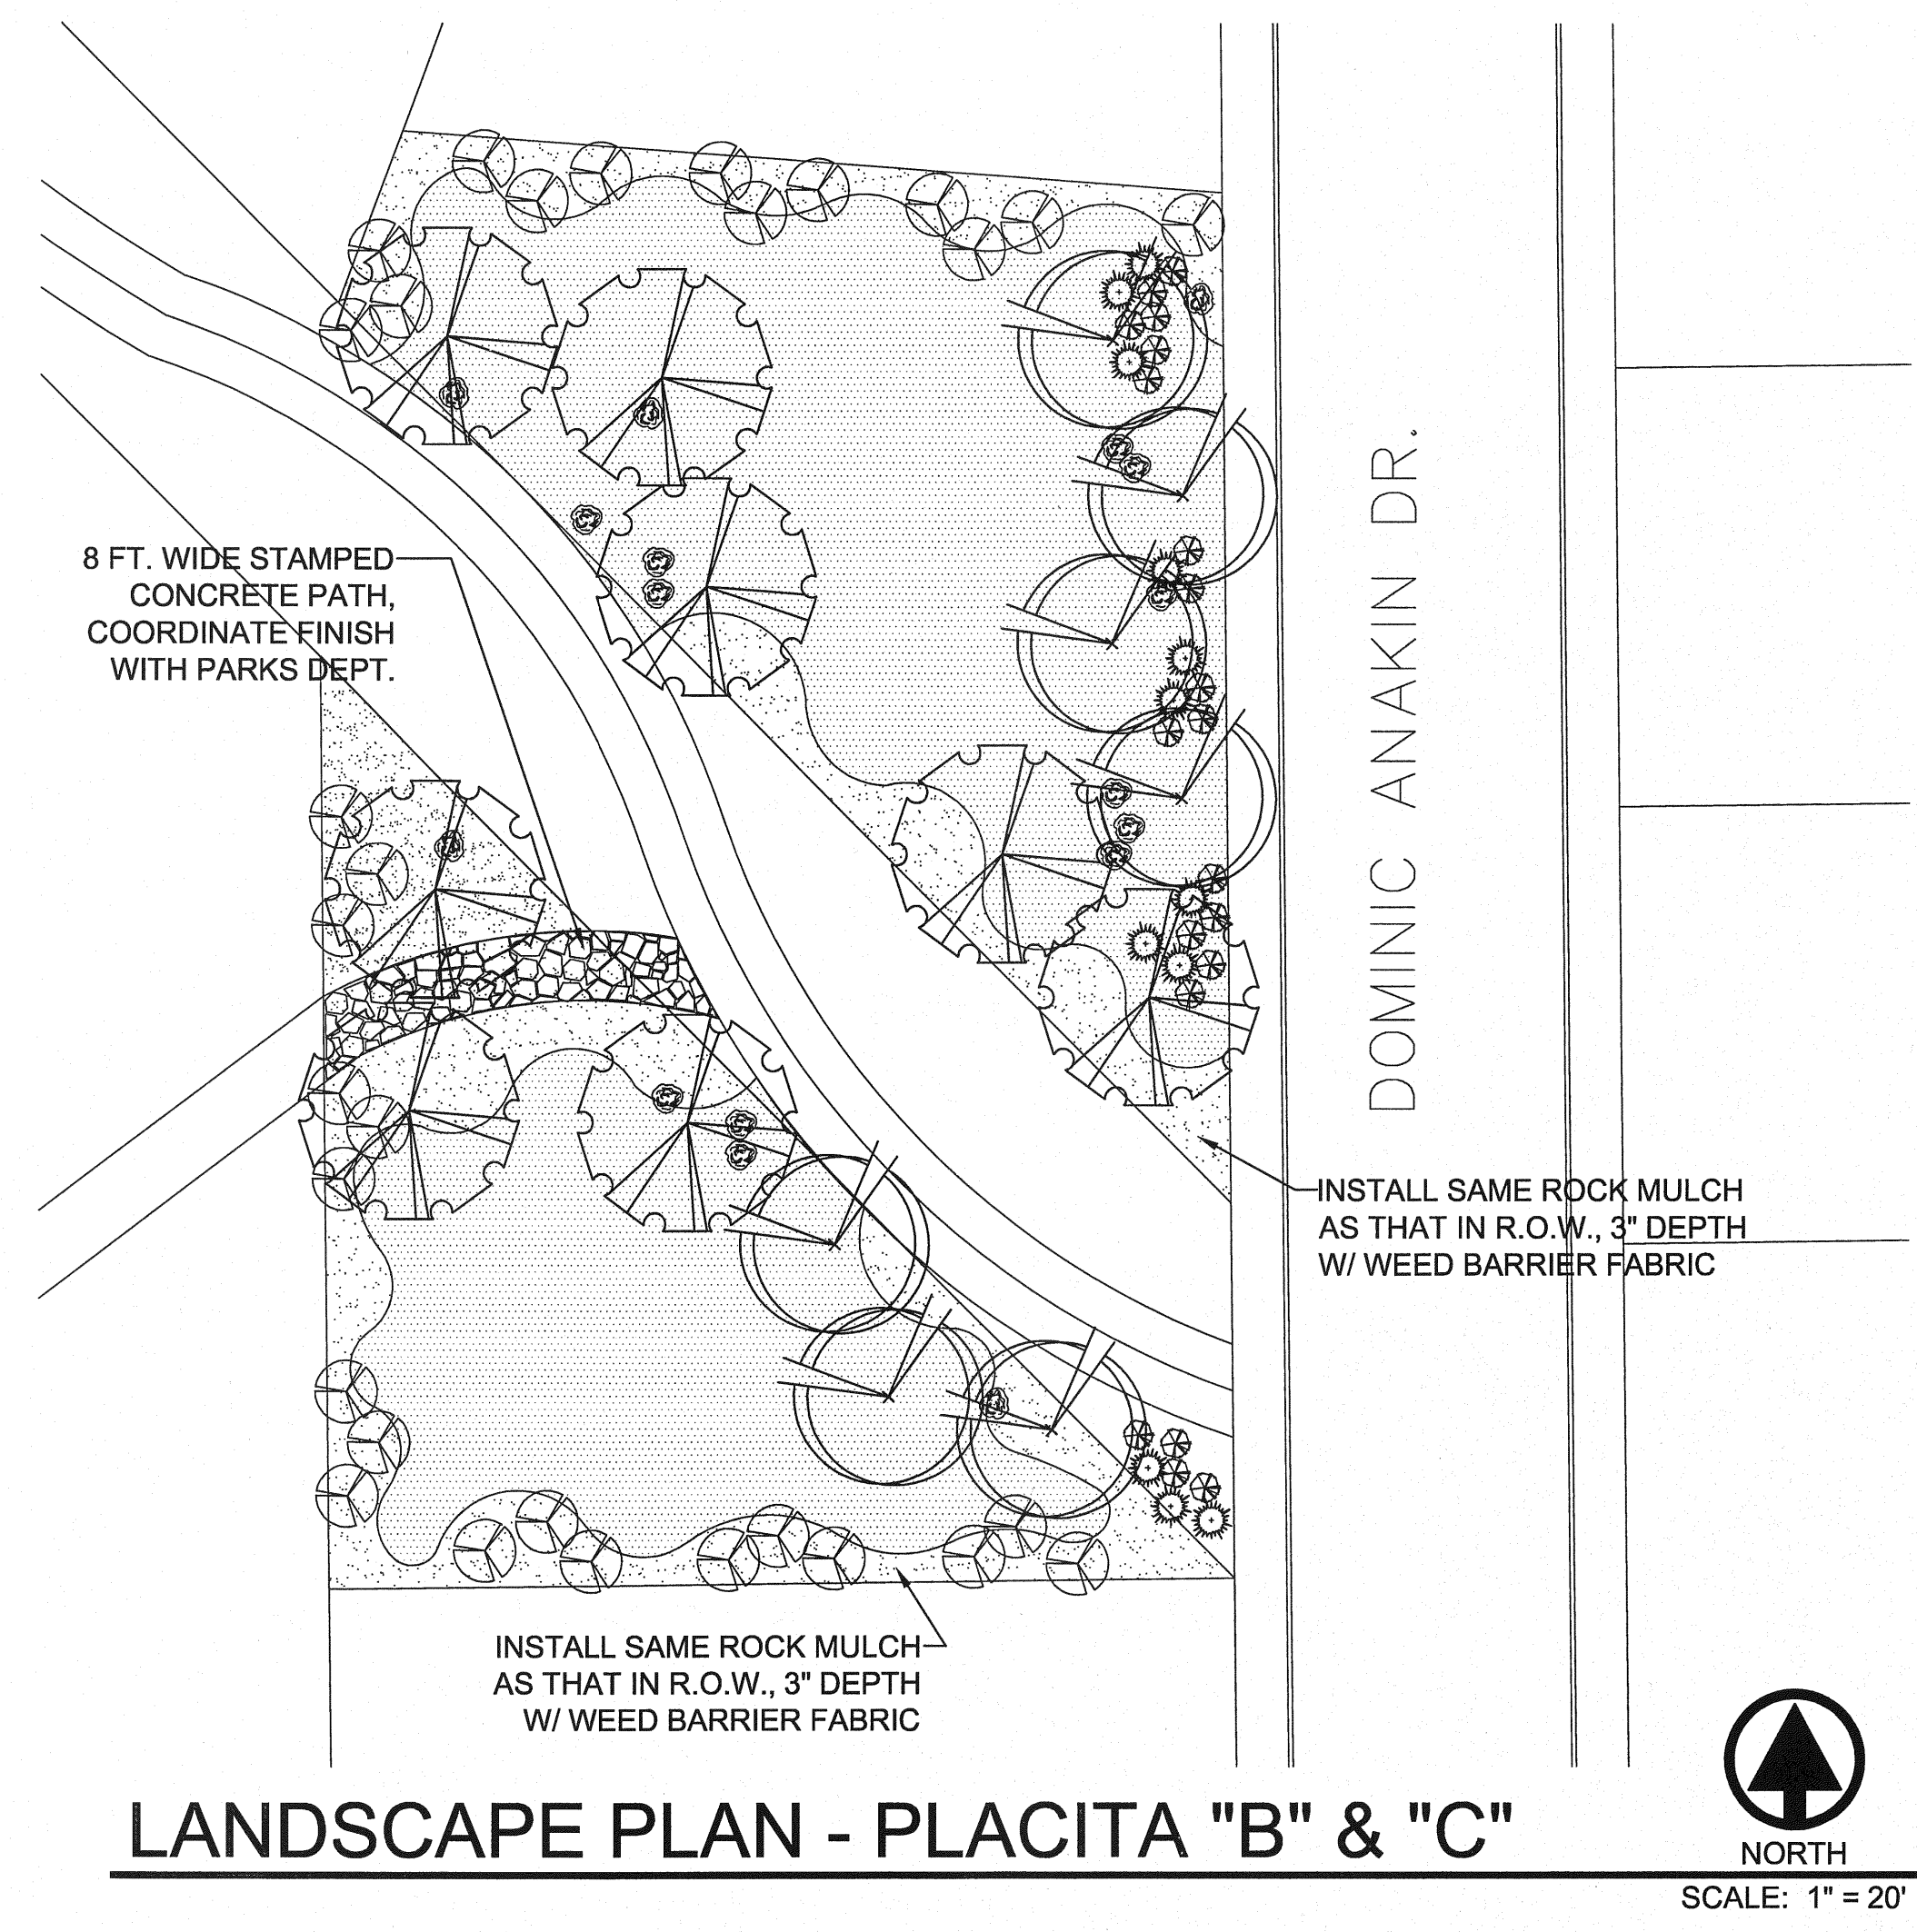 8 FT. WIDE STAMPED
CONCRETE PATH,
COORDINATE FINISH
WITH PARKS DEPT.
DOMINIC ANAKIN DR.
INSTALL SAME ROCK MULCH
AS THAT IN R.O.W., 3" DEPTH
W/ WEED BARRIER FABRIC
INSTALL SAME ROCK MULCH
AS THAT IN R.O.W., 3" DEPTH
W/ WEED BARRIER FABRIC
LANDSCAPE PLAN - PLACITA "B" & "C"
NORTH
SCALE: 1" = 20'